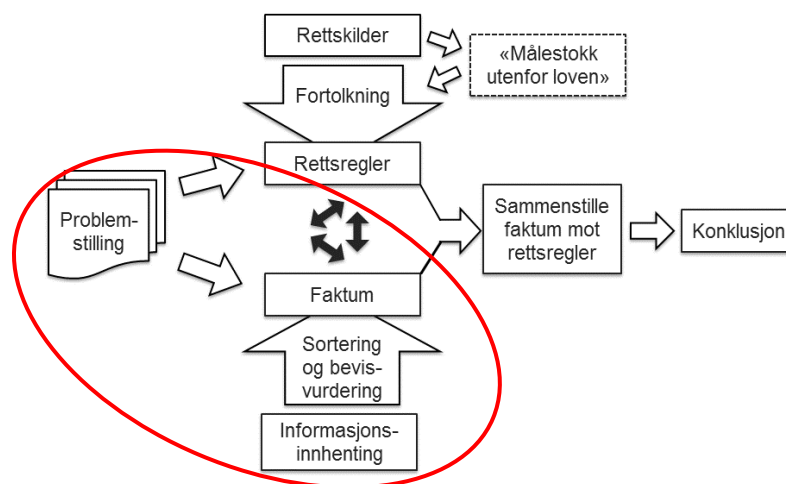 Rettskilder
«Målestokk
utenfor loven»
Fortolkning
Rettsregler
Problem-
stilling
Sammenstille
faktum mot
rettsregler
Konklusjon
Faktum
Sortering
og bevis-
vurdering
Informasjons-
innhenting